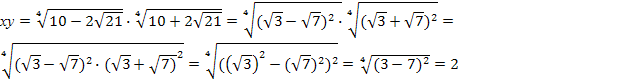 xy = ∜(10 − 2√21) · ∜(10 + 2√21) = ∜((√3 − √7)²) · ∜((√3 + √7)²) =
∜((√3 − √7)² · (√3 + √7)²) = ∜(((√3)² − (√7)²)²) = ∜((3 − 7)²) = 2